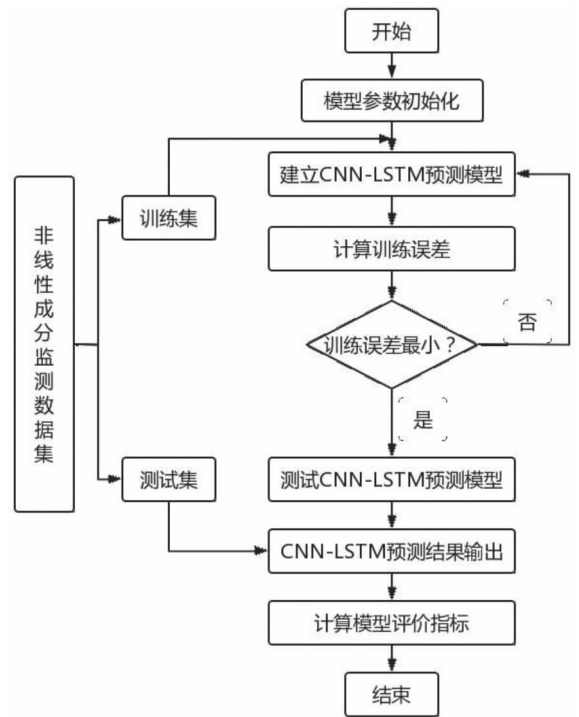 开始
模型参数初始化
建立CNN-LSTM预测模型
训练集
计算训练误差
非线性成分监测数据集
否
训练误差最小？
是
测试集
测试CNN-LSTM预测模型
CNN-LSTM预测结果输出
计算模型评价指标
结束